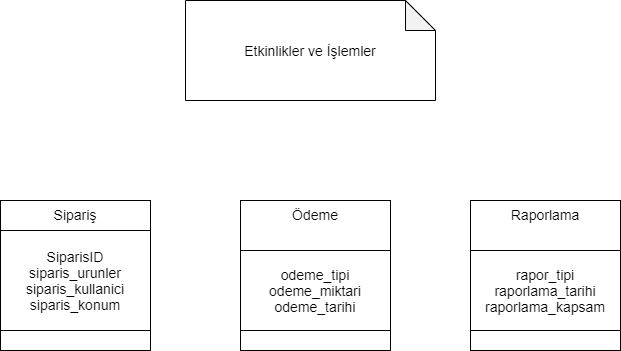 Etkinlikler ve İşlemler
Sipariş
SiparisID
siparis_urunler
siparis_kullanici
siparis_konum
Ödeme
odeme_tipi
odeme_miktari
odeme_tarihi
Raporlama
rapor_tipi
raporlama_tarihi
raporlama_kapsam